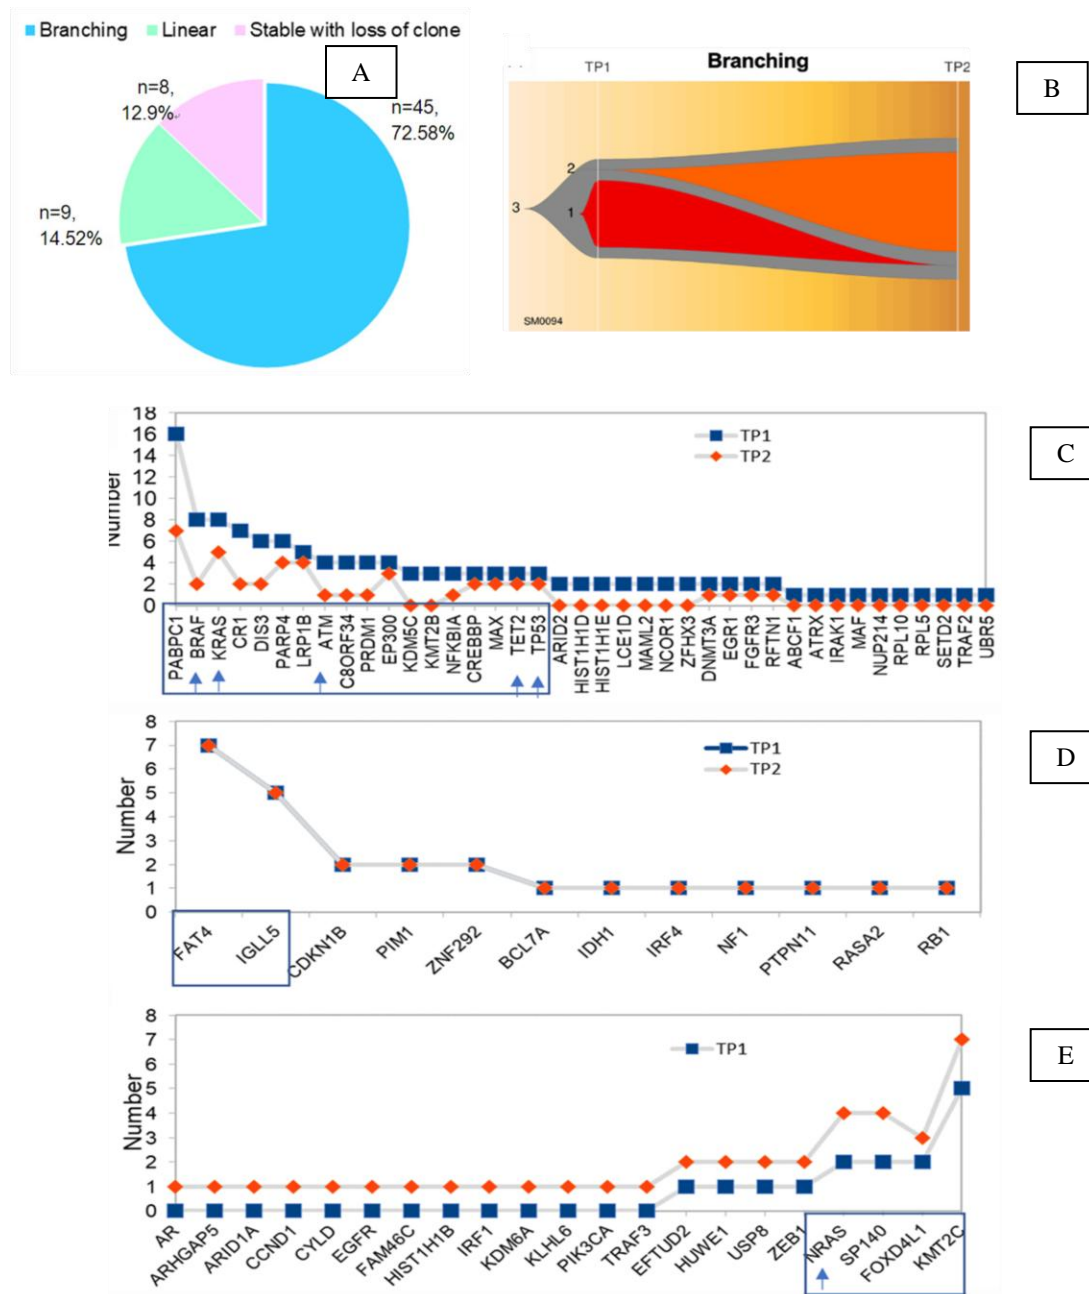 Branching Linear Stable with loss of clone
A
n=8,
12.9%
n=45,
72.58%
n=9,
14.52%
Branching
TP1
TP2
B
2
3
1
SM0094
C
18
16
14
12
10
8
6
4
2
0
Number
TP1
TP2
PABPC1
BRAF
KRAS
CR1
DIS3
PARP4
LRP1B
ATM
C8ORF34
PRDM1
EP300
KDM5C
KMT2B
NFKBIA
CREBBP
MAX
TET2
TP53
ARID2
HIST1H1D
HIST1H1E
LCE1D
MAML2
NCOR1
ZFHX3
DNMT3A
EGR1
FGFR3
RFTN1
ABCF1
ATRX
IRAK1
MAF
NUP214
RPL10
RPL5
SETD2
TRAF2
UBR5
D
8
7
6
5
4
3
2
1
0
Number
TP1
TP2
FAT4
IGLL5
CDKN1B
PIM1
ZNF292
BCL7A
IDH1
IRF4
NF1
PTPN11
RASA2
RB1
E
8
7
6
5
4
3
2
1
0
Number
TP1
AR
ARHGAP5
ARID1A
CCND1
CYLD
EGFR
FAM46C
HIST1H1B
IRF1
KDM6A
KLHL6
PIK3CA
TRAF3
EFTUD2
HUWE1
USP8
ZEB1
NRAS
SP140
FOXD4L1
KMT2C